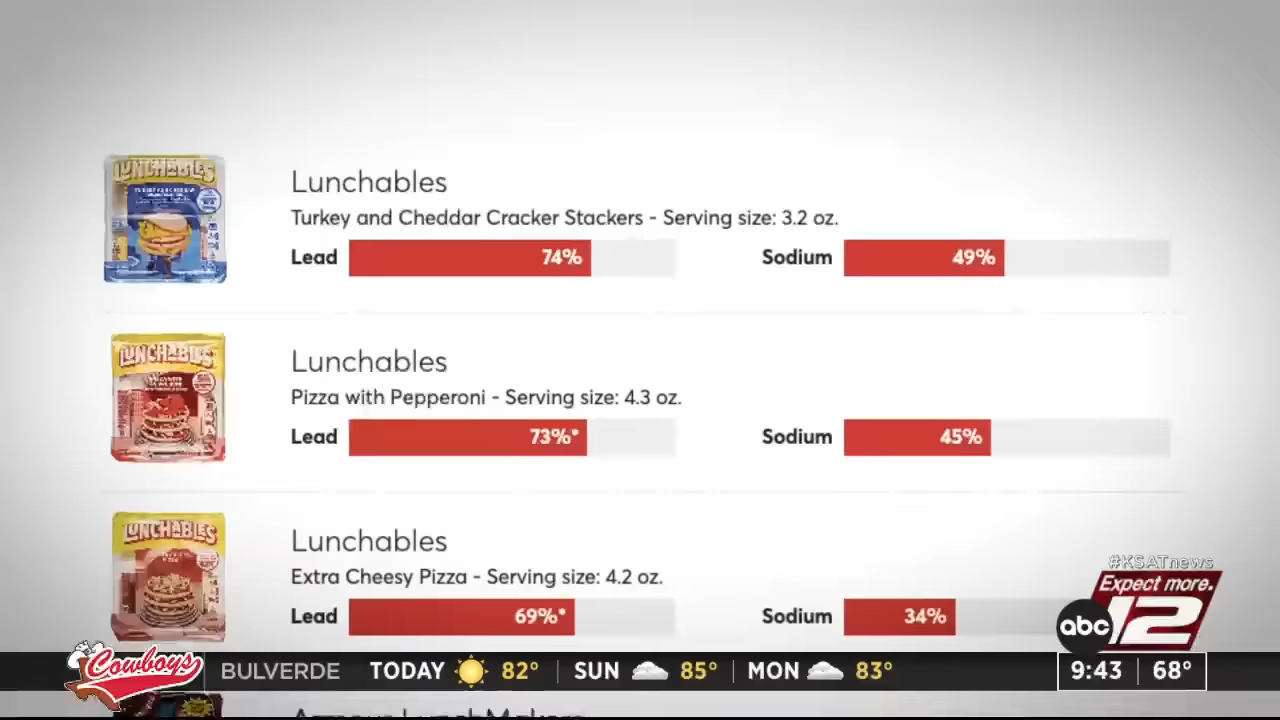 LUNCHABLES
Lunchables
Turkey and Cheddar Cracker Stackers - Serving size: 3.2 oz.
Lead 74% Sodium 49%
LUNCHABLES
Lunchables
Pizza with Pepperoni - Serving size: 4.3 oz.
Lead 73%* Sodium 45%
LUNCHABLES
Lunchables
Extra Cheesy Pizza - Serving size: 4.2 oz.
Lead 69%* Sodium 34%
#KSATnews
Expect more.
abc 12
Cowboys BULVERDE TODAY 82° SUN 85° MON 83° 9:43 68°